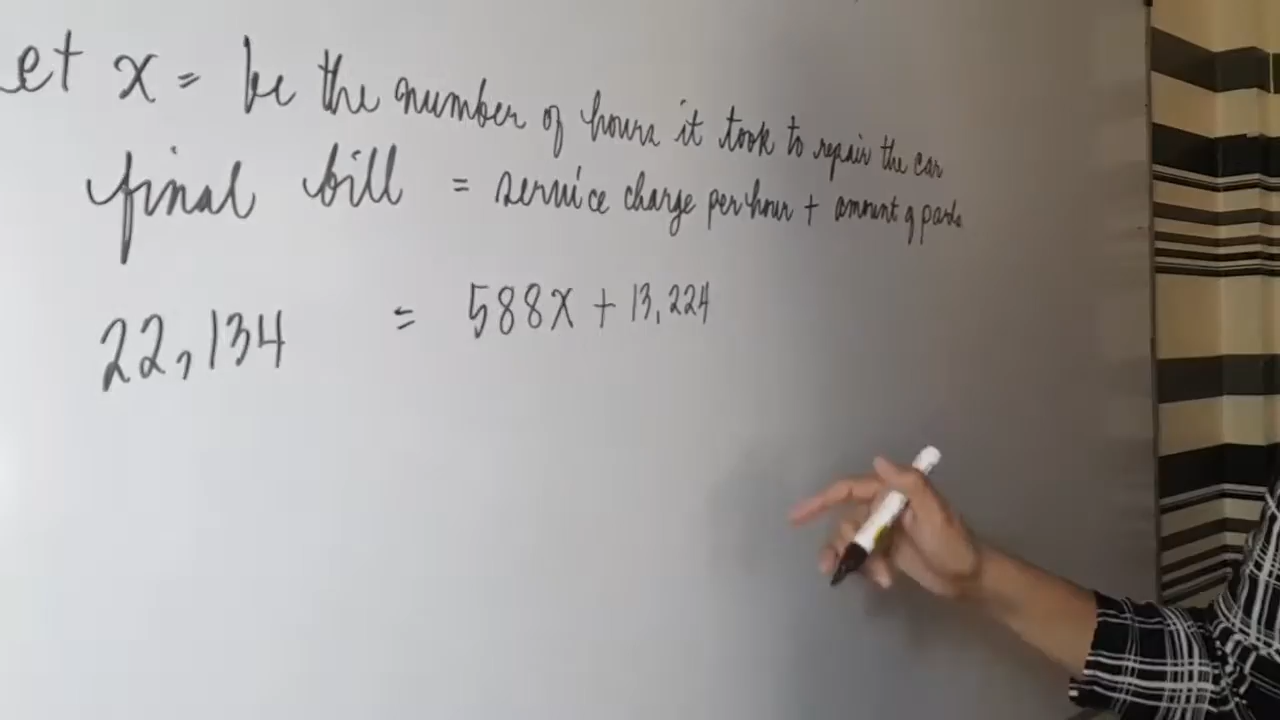 et x = be the number of hours it took to repair the car
final bill = service charge per hour + amount of parts
22,134 = 588x + 13,224